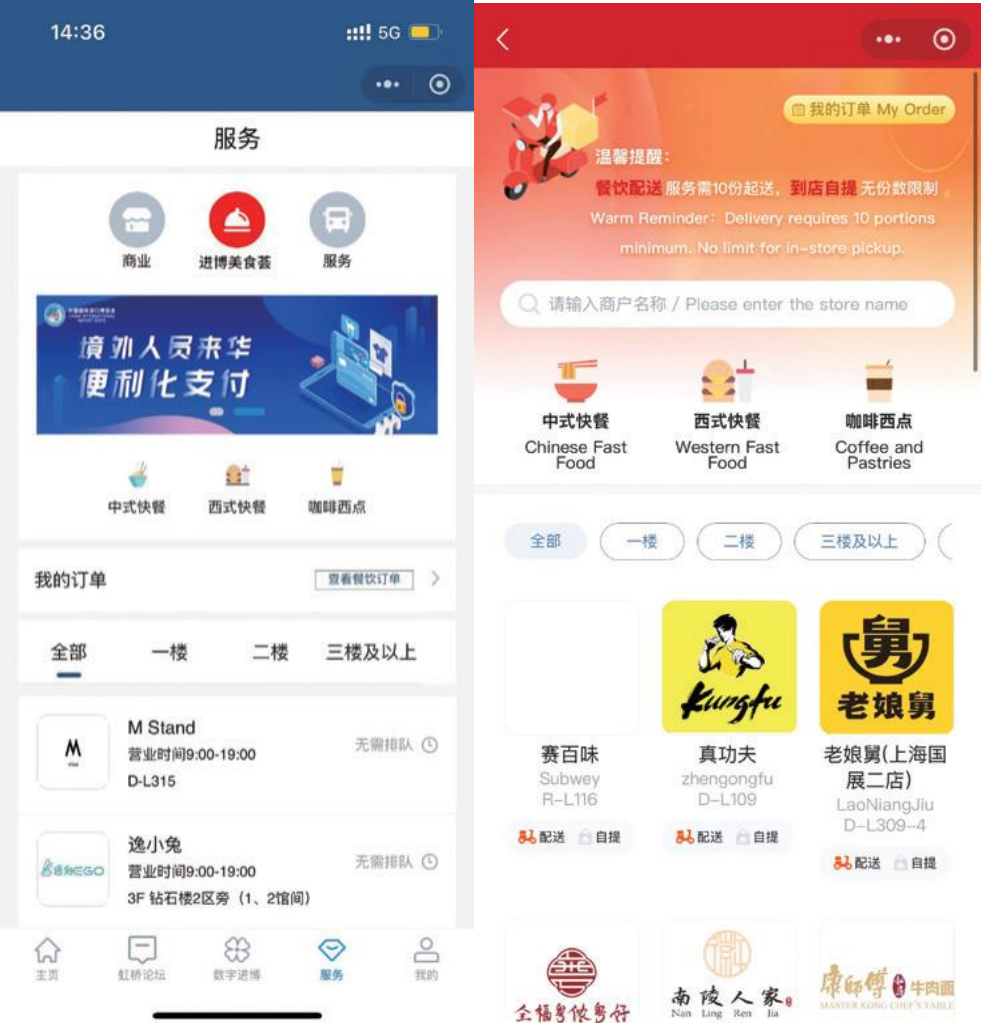 14:36
5G
服务
商业
进博美食荟
服务
境外人员来华
便利化支付
中式快餐
西式快餐
咖啡西点
我的订单
查看餐饮订单
全部
一楼
二楼
三楼及以上
M Stand
营业时间9:00-19:00
D-L315
无需排队
逸小兔
营业时间9:00-19:00
3F 钻石楼2区旁（1、2馆间）
无需排队
主页
虹桥论坛
数字进博
服务
我的
我的订单 My Order
温馨提醒：
餐饮配送 服务需10份起送，到店自提 无份数限制
Warm Reminder: Delivery requires 10 portions
minimum. No limit for in-store pickup.
请输入商户名称 / Please enter the store name
中式快餐
Chinese Fast
Food
西式快餐
Western Fast
Food
咖啡西点
Coffee and
Pastries
全部
一楼
二楼
三楼及以上
Kungfu
舅
老娘舅
赛百味
Subwey
R-L116
配送
自提
真功夫
zhengongfu
D-L109
配送
自提
老娘舅(上海国
展二店)
LaoNiangJiu
D-L309-4
配送
自提
全福粤侬粤好
南陵人家
Nan Ling Ren Jia
康师傅
牛肉面
MASTER KONG CHEF'S TABLE